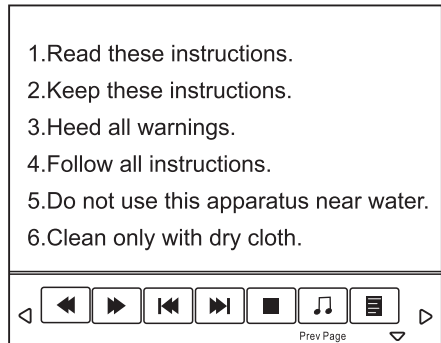 1.Read these instructions.
2.Keep these instructions.
3.Heed all warnings.
4.Follow all instructions.
5.Do not use this apparatus near water.
6.Clean only with dry cloth.
Prev Page